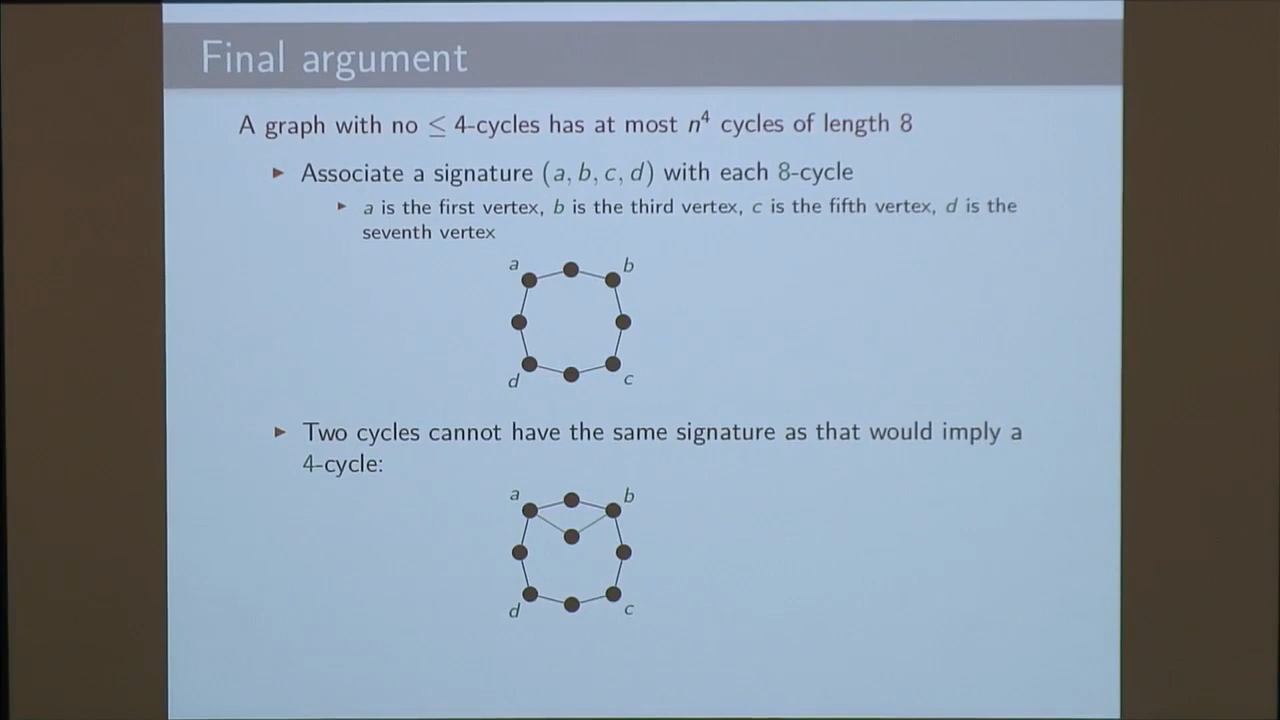 Final argument
A graph with no ≤ 4-cycles has at most n⁴ cycles of length 8
Associate a signature (a, b, c, d) with each 8-cycle
a is the first vertex, b is the third vertex, c is the fifth vertex, d is the
seventh vertex
a b
d c
Two cycles cannot have the same signature as that would imply a
4-cycle:
a b
d c